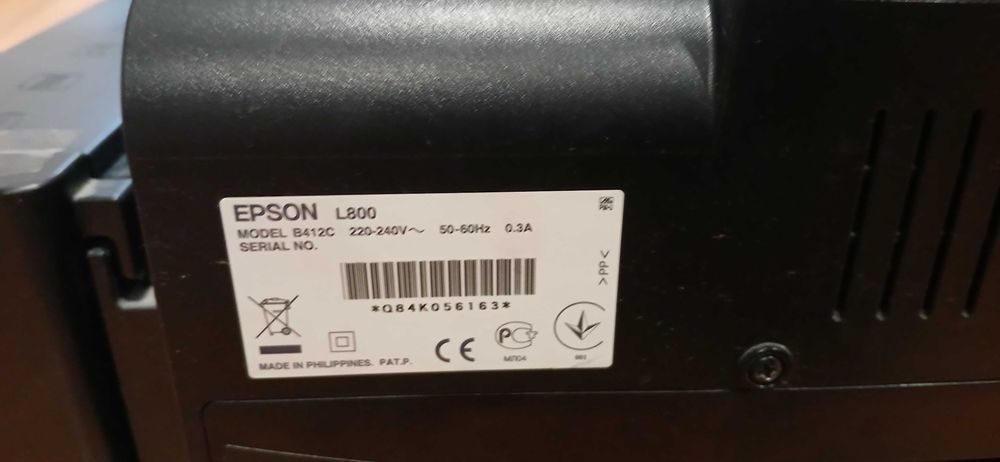 EPSON L800
MODEL B412C 220-240V~ 50-60Hz 0.3A
SERIAL NO.
*Q84K056163*
>PP<
CE
МЛ04
MADE IN PHILIPPINES. PAT.P.